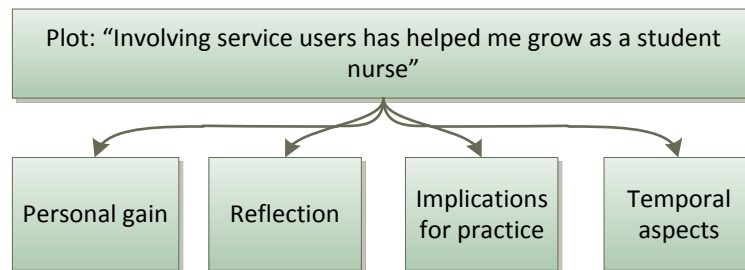 Plot: “Involving service users has helped me grow as a student
nurse”
Personal gain
Reflection
Implications
for practice
Temporal
aspects